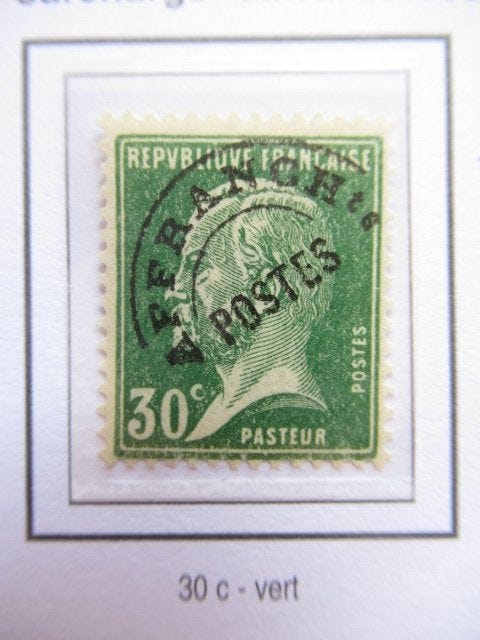 REPVBLIQVE FRANÇAISE
AFFRANCHts
POSTES
POSTES
30c
PASTEUR
30 c - vert